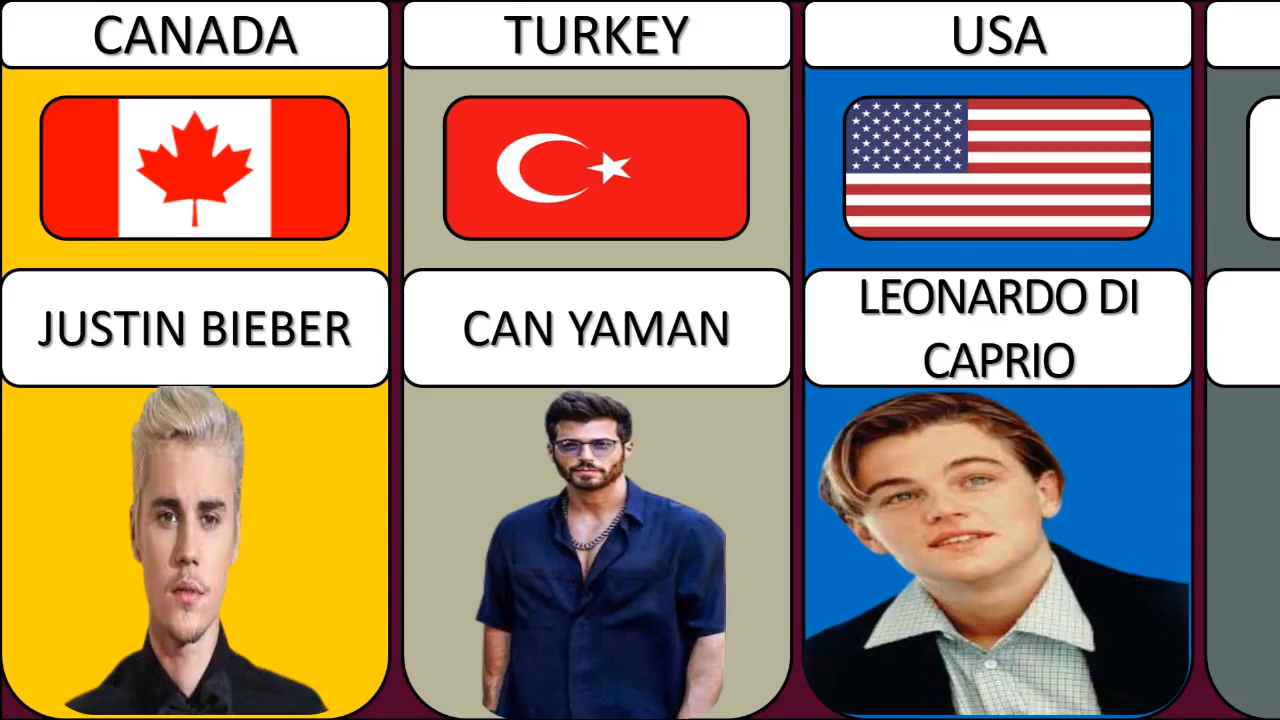 CANADA
TURKEY
USA
JUSTIN BIEBER
CAN YAMAN
LEONARDO DI
CAPRIO